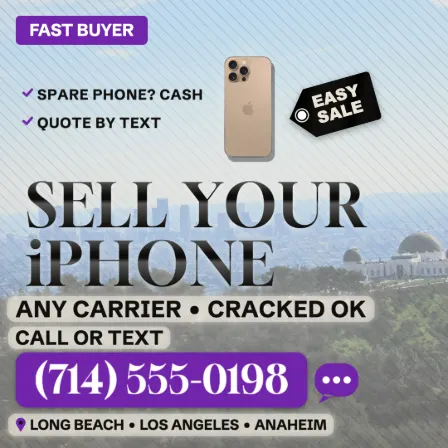 FAST BUYER
SPARE PHONE? CASH
QUOTE BY TEXT
EASY
SALE
SELL YOUR
iPHONE
ANY CARRIER • CRACKED OK
CALL OR TEXT
(714) 555-0198
LONG BEACH • LOS ANGELES • ANAHEIM